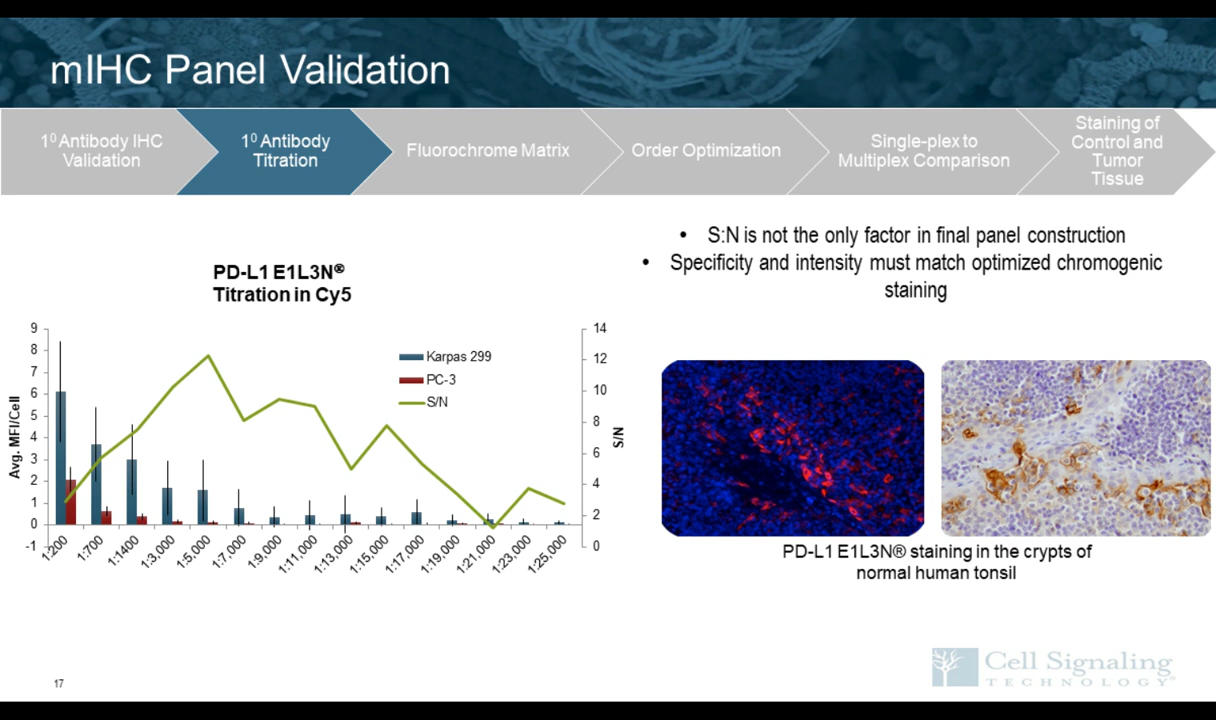 mIHC Panel Validation
1⁰ Antibody IHC
Validation
1⁰ Antibody
Titration
Fluorochrome Matrix
Order Optimization
Single-plex to
Multiplex Comparison
Staining of
Control and
Tumor
Tissue
• S:N is not the only factor in final panel construction
• Specificity and intensity must match optimized chromogenic
staining
PD-L1 E1L3N®
Titration in Cy5
9
8
7
6
5
4
3
2
1
0
-1
Avg. MFI/Cell
Karpas 299
PC-3
S/N
14
12
10
8
6
4
2
0
S/N
1:200
1:700
1:1400
1:3,000
1:5,000
1:7,000
1:9,000
1:11,000
1:13,000
1:15,000
1:17,000
1:19,000
1:21,000
1:23,000
1:25,000
PD-L1 E1L3N® staining in the crypts of
normal human tonsil
17
Cell Signaling
TECHNOLOGY®